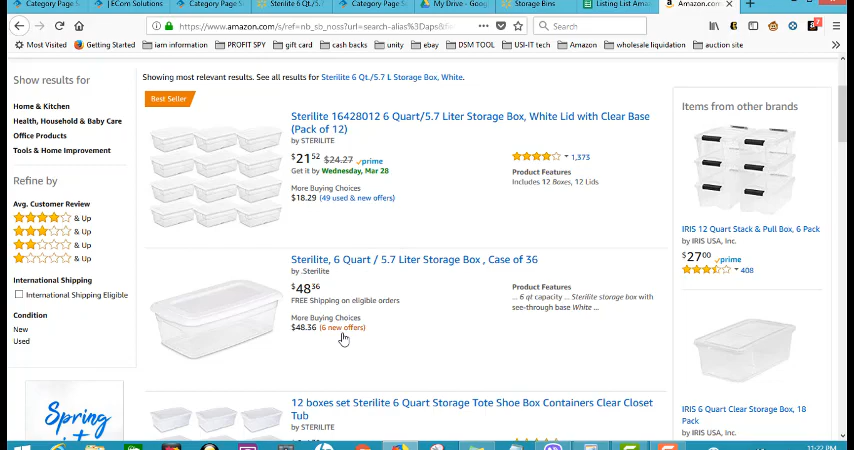 Category Page S
| ECom Solutions
Category Page S
Sterilite 6 Qt./5.7
Category Page S
My Drive - Goog
Storage Bins
Listing List Amaz
Amazon.com
https://www.amazon.com/s/ref=nb_sb_noss?url=search-alias%3Daps&fie
Search
Most Visited
Getting Started
iam information
PROFIT SPY
gift card
cash backs
unity
ebay
DSM TOOL
USI-IT tech
Amazon
wholesale liquidation
auction site
Show results for
Home & Kitchen
Health, Household & Baby Care
Office Products
Tools & Home Improvement
Refine by
Avg. Customer Review
& Up
& Up
& Up
& Up
International Shipping
International Shipping Eligible
Condition
New
Used
Spring
Showing most relevant results. See all results for Sterilite 6 Qt./5.7 L Storage Box, White.
Best Seller
Sterilite 16428012 6 Quart/5.7 Liter Storage Box, White Lid with Clear Base
(Pack of 12)
by STERILITE
$21 52 $24.27 prime
Get it by Wednesday, Mar 28
More Buying Choices
$18.29 (49 used & new offers)
1,373
Product Features
Includes 12 Boxes, 12 Lids
Sterilite, 6 Quart / 5.7 Liter Storage Box , Case of 36
by .Sterilite
$48 36
FREE Shipping on eligible orders
More Buying Choices
$48.36 (6 new offers)
Product Features
... 6 qt capacity ... Sterilite storage box with
see-through base White ...
12 boxes set Sterilite 6 Quart Storage Tote Shoe Box Containers Clear Closet
Tub
by STERILITE
Items from other brands
IRIS 12 Quart Stack & Pull Box, 6 Pack
by IRIS USA, Inc.
$27 00 prime
408
IRIS 6 Quart Clear Storage Box, 18
Pack
by IRIS USA, Inc.
11:22 PM